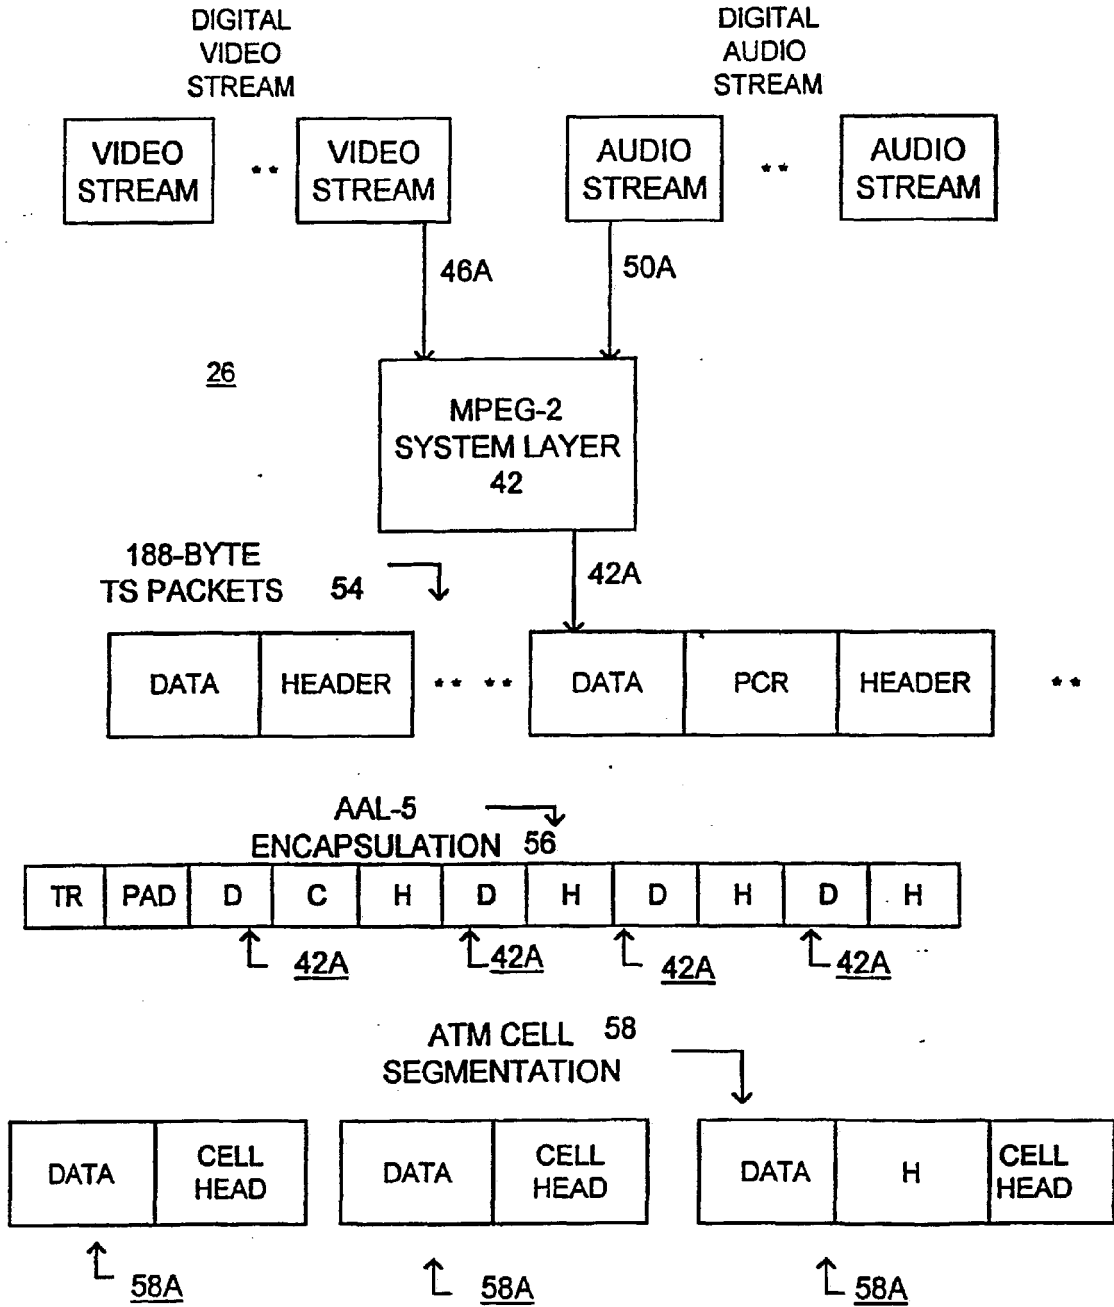 DIGITAL
VIDEO
STREAM
DIGITAL
AUDIO
STREAM
VIDEO
STREAM
**
VIDEO
STREAM
AUDIO
STREAM
**
AUDIO
STREAM
46A
50A
26
MPEG-2
SYSTEM LAYER
42
188-BYTE
TS PACKETS 54
42A
DATA HEADER ** ** DATA PCR HEADER **
AAL-5
ENCAPSULATION 56
TR PAD D C H D H D H D H
42A 42A 42A 42A
ATM CELL 58
SEGMENTATION
DATA
CELL
HEAD
DATA
CELL
HEAD
DATA
H
CELL
HEAD
58A 58A 58A